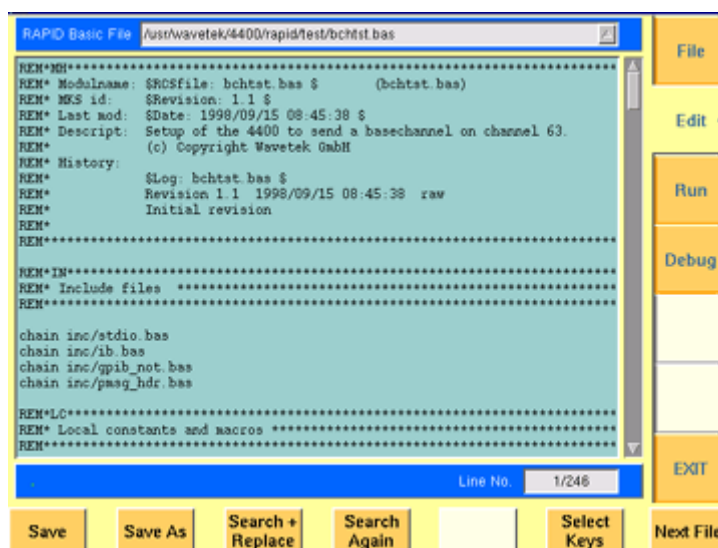 RAPID Basic File /usr/wavetek/4400/rapid/test/bchtst.bas
File
Edit
Run
Debug
EXIT
REM*MH**********************************************************************
REM* Modulname: $RCSfile: bchtst.bas $ (bchtst.bas)
REM* MKS id: $Revision: 1.1 $
REM* Last mod: $Date: 1998/09/15 08:45:38 $
REM* Descript: Setup of the 4400 to send a basechannel on channel 63.
REM* (c) Copyright Wavetek GmbH
REM* History:
REM* $Log: bchtst.bas $
REM* Revision 1.1 1998/09/15 08:45:38 raw
REM* Initial revision
REM*
REM*************************************************************************
REM*IN**********************************************************************
REM* Include files *******************************************************
REM*************************************************************************
chain inc/stdio.bas
chain inc/ib.bas
chain inc/gpib_not.bas
chain inc/pmsg_hdr.bas
REM*LC**********************************************************************
REM* Local constants and macros *******************************************
REM*************************************************************************
Line No. 1/246
Save
Save As
Search + Replace
Search Again
Select Keys
Next File